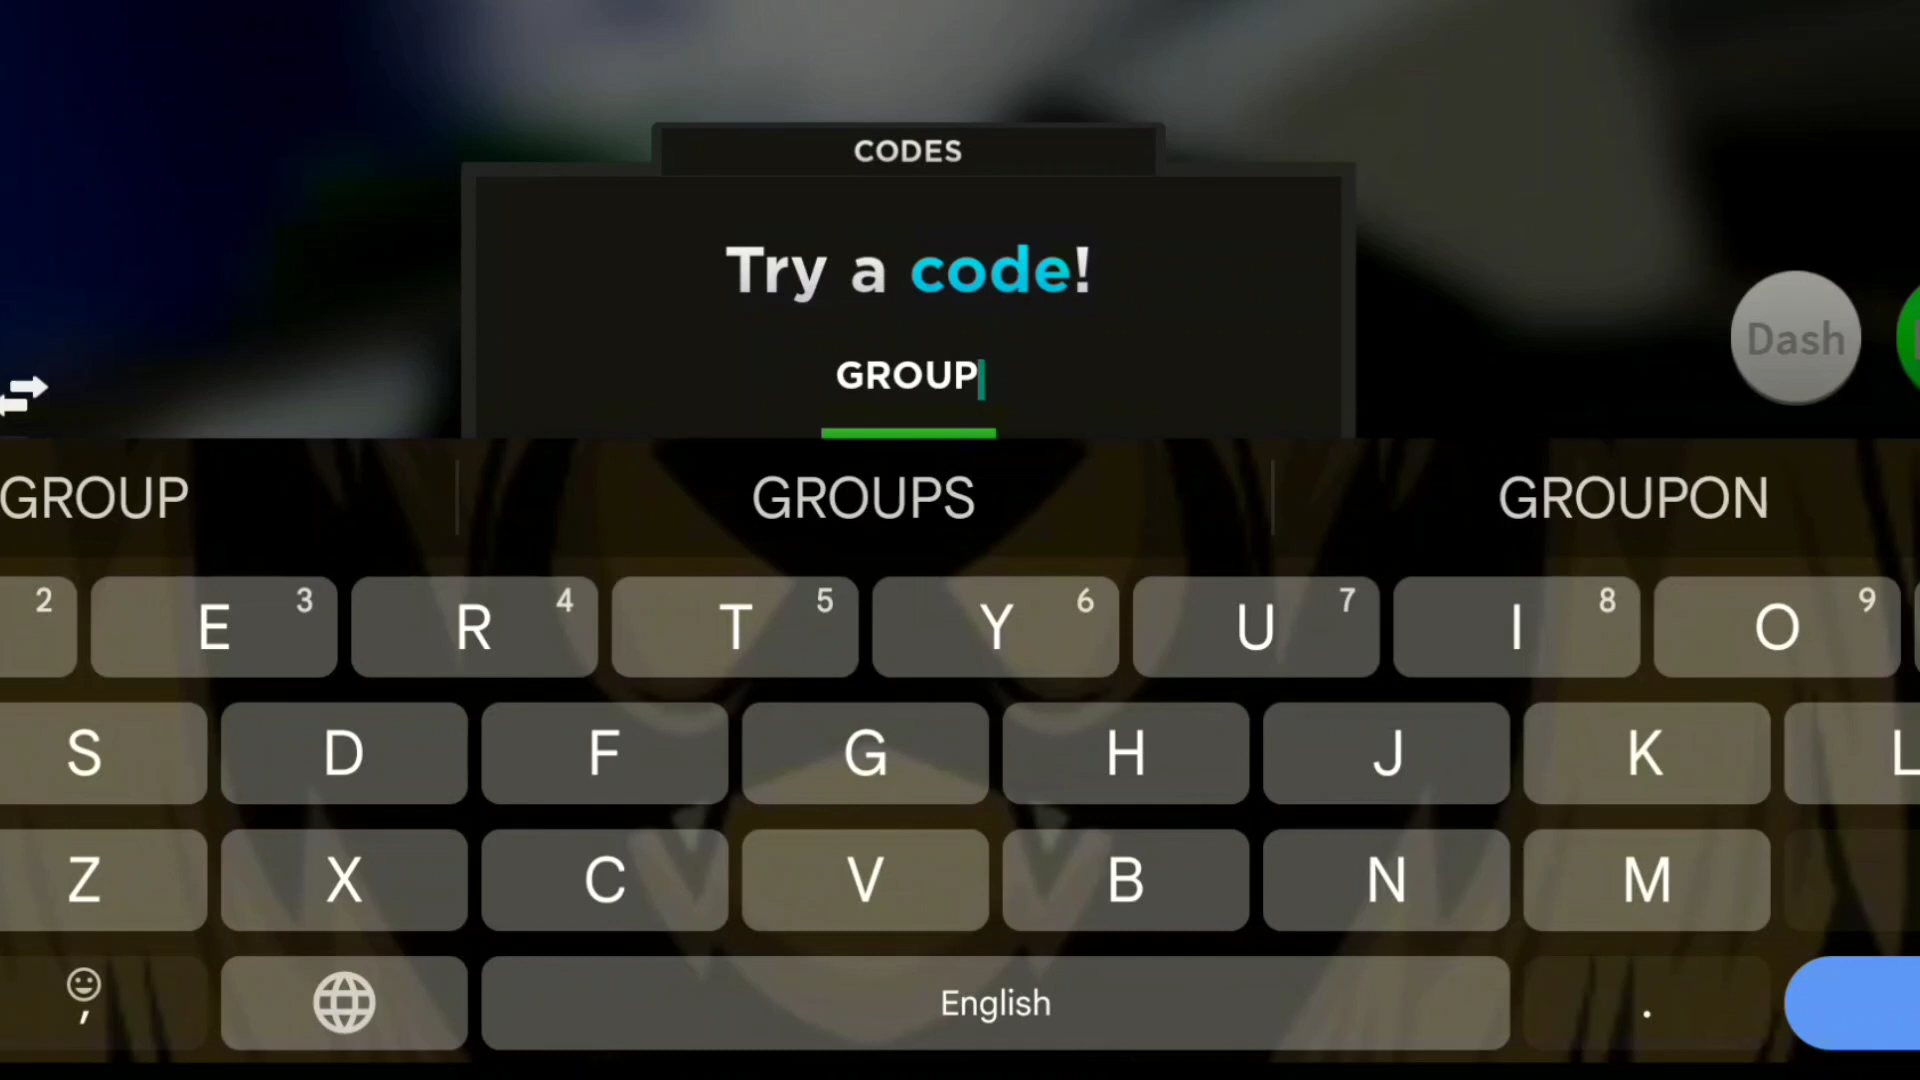 CODES
Try a code!
GROUP
Dash
GROUP GROUPS GROUPON
2 E 3 R 4 T 5 Y 6 U 7 I 8 O 9
S D F G H J K L
Z X C V B N M
, English .